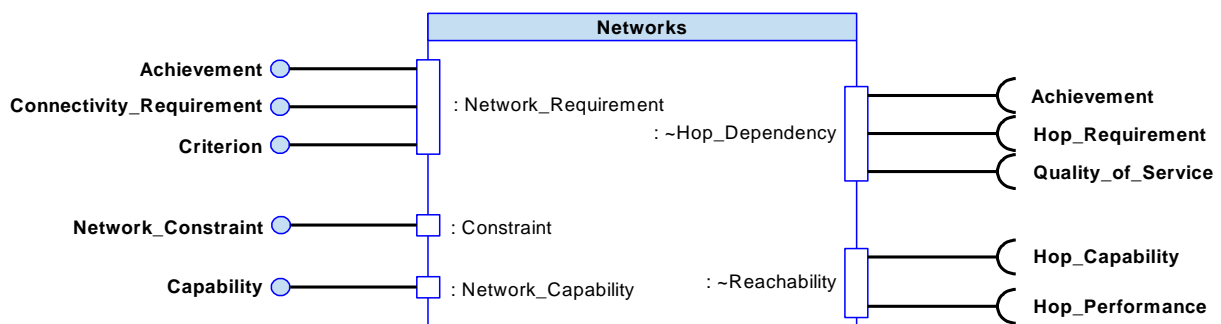 Networks
Achievement
Connectivity_Requirement
Criterion
: Network_Requirement
: ~Hop_Dependency
Achievement
Hop_Requirement
Quality_of_Service
Network_Constraint
: Constraint
Capability
: Network_Capability
: ~Reachability
Hop_Capability
Hop_Performance